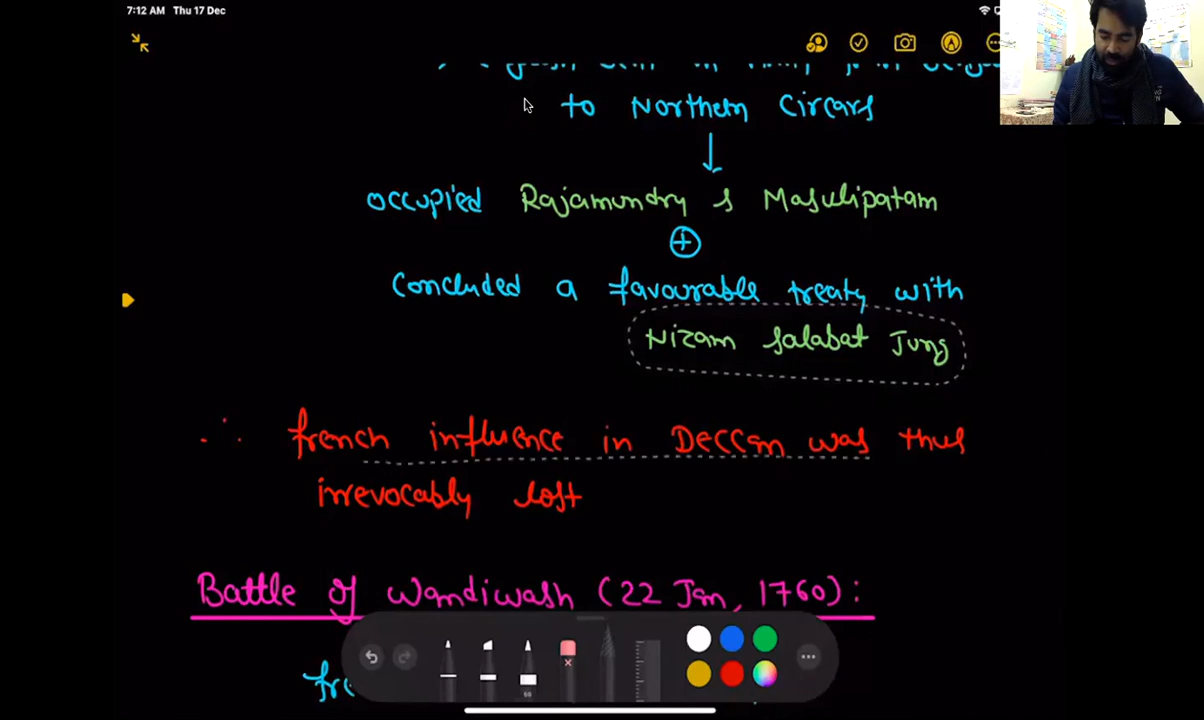 7:12 AM Thu 17 Dec
to Northern Circars
↓
occupied Rajamundry & Masulipatam
⊕
Concluded a favourable treaty with
Nizam Salabat Jung
∴ french influence in Deccan was thus
irrevocably lost
Battle of Wandiwash (22 Jan, 1760):